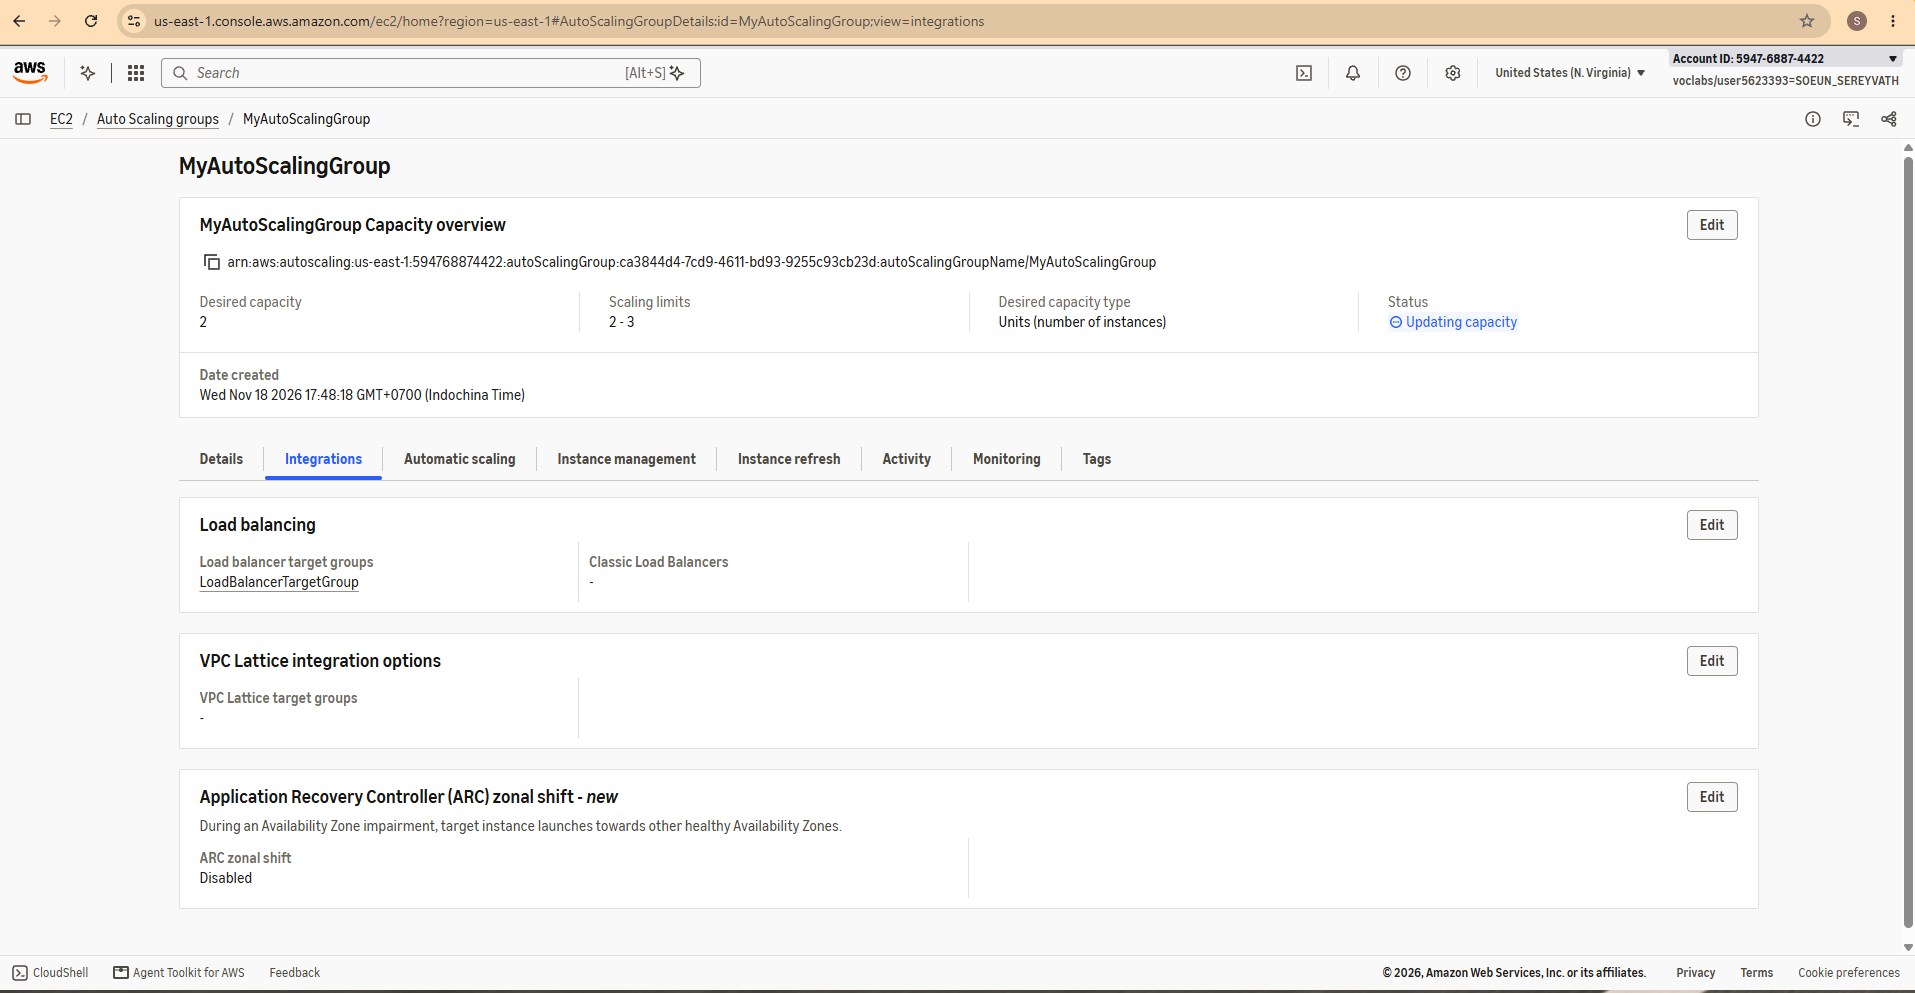 us-east-1.console.aws.amazon.com/ec2/home?region=us-east-1#AutoScalingGroupDetails:id=MyAutoScalingGroup;view=integrations
S
aws
Search [Alt+S]
United States (N. Virginia)
Account ID: 5947-6887-4422
voclabs/user5623393=SOEUN_SEREYVATH
EC2 / Auto Scaling groups / MyAutoScalingGroup
MyAutoScalingGroup
MyAutoScalingGroup Capacity overview
Edit
arn:aws:autoscaling:us-east-1:594768874422:autoScalingGroup:ca3844d4-7cd9-4611-bd93-9255c93cb23d:autoScalingGroupName/MyAutoScalingGroup
Desired capacity
2
Scaling limits
2 - 3
Desired capacity type
Units (number of instances)
Status
Updating capacity
Date created
Wed Nov 18 2026 17:48:18 GMT+0700 (Indochina Time)
Details Integrations Automatic scaling Instance management Instance refresh Activity Monitoring Tags
Load balancing
Edit
Load balancer target groups
LoadBalancerTargetGroup
Classic Load Balancers
-
VPC Lattice integration options
Edit
VPC Lattice target groups
-
Application Recovery Controller (ARC) zonal shift - new
Edit
During an Availability Zone impairment, target instance launches towards other healthy Availability Zones.
ARC zonal shift
Disabled
CloudShell Agent Toolkit for AWS Feedback
© 2026, Amazon Web Services, Inc. or its affiliates. Privacy Terms Cookie preferences